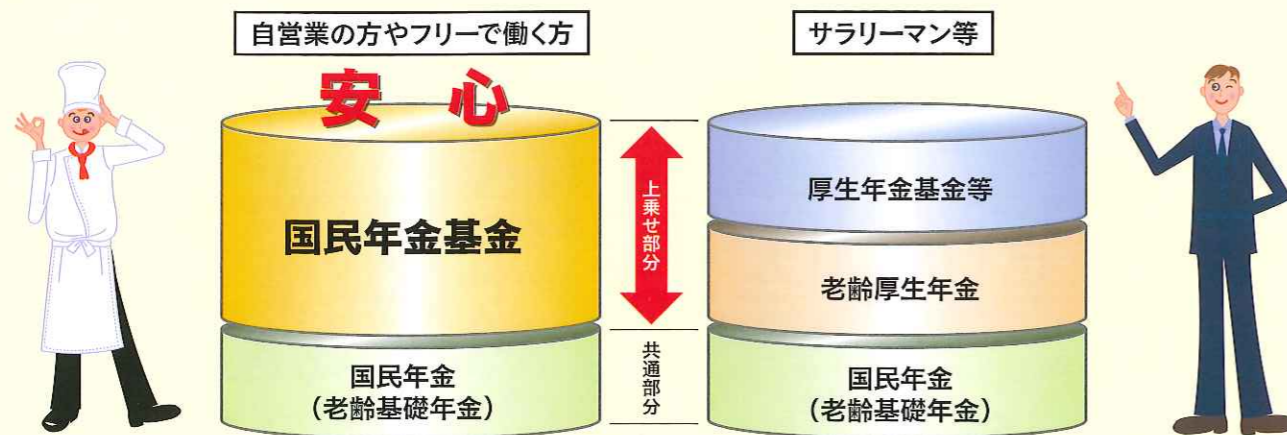 自営業の方やフリーで働く方
安 心
国民年金基金
国民年金
(老齢基礎年金)
上乗せ部分
共通部分
サラリーマン等
厚生年金基金等
老齢厚生年金
国民年金
(老齢基礎年金)